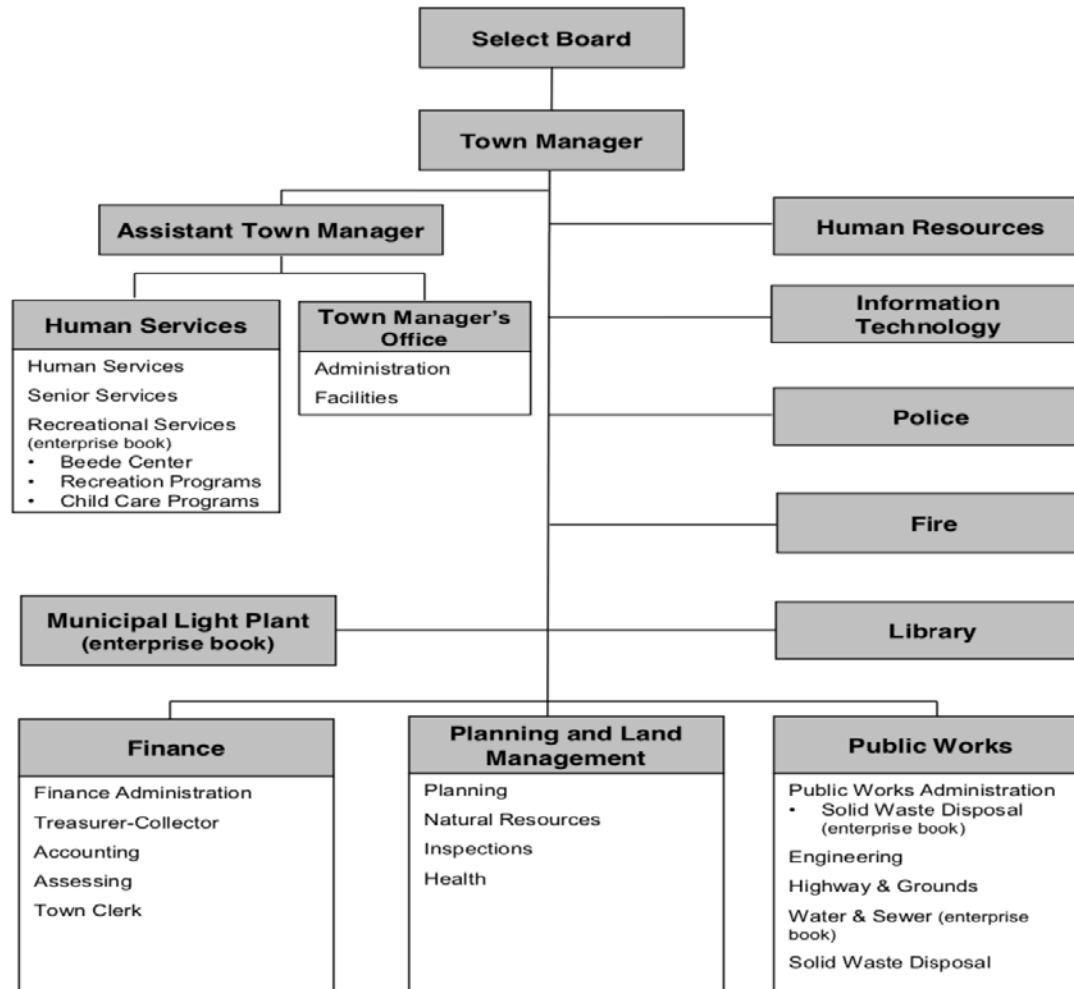 Select Board
Town Manager
Assistant Town Manager
Human Resources
Human Services
Human Services
Senior Services
Recreational Services
(enterprise book)
• Beede Center
• Recreation Programs
• Child Care Programs
Town Manager's
Office
Administration
Facilities
Information
Technology
Police
Fire
Municipal Light Plant
(enterprise book)
Library
Finance
Finance Administration
Treasurer-Collector
Accounting
Assessing
Town Clerk
Planning and Land
Management
Planning
Natural Resources
Inspections
Health
Public Works
Public Works Administration
• Solid Waste Disposal
(enterprise book)
Engineering
Highway & Grounds
Water & Sewer (enterprise
book)
Solid Waste Disposal